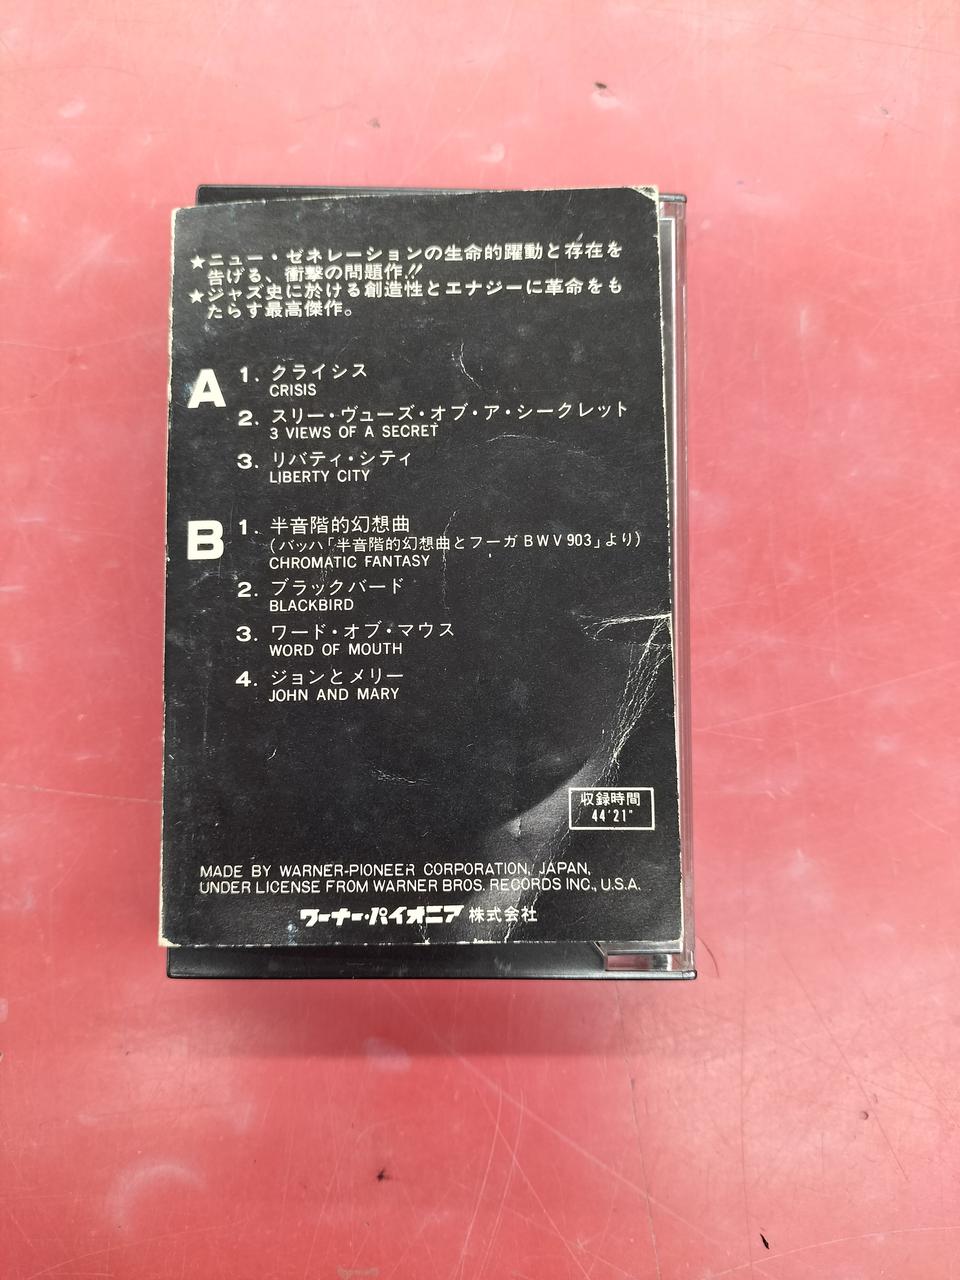 ★ニュー・ゼネレーションの生命的躍動と存在を
告げる、衝撃の問題作!!
★ジャズ史に於ける創造性とエナジーに革命をも
たらす最高傑作。
A 1. クライシス
CRISIS
2. スリー・ヴューズ・オブ・ア・シークレット
3 VIEWS OF A SECRET
3. リバティ・シティ
LIBERTY CITY
B 1. 半音階的幻想曲
(バッハ「半音階的幻想曲とフーガBWV903」より)
CHROMATIC FANTASY
2. ブラックバード
BLACKBIRD
3. ワード・オブ・マウス
WORD OF MOUTH
4. ジョンとメリー
JOHN AND MARY
収録時間
44'21"
MADE BY WARNER-PIONEER CORPORATION, JAPAN,
UNDER LICENSE FROM WARNER BROS. RECORDS INC., U.S.A.
ワーナー・パイオニア株式会社